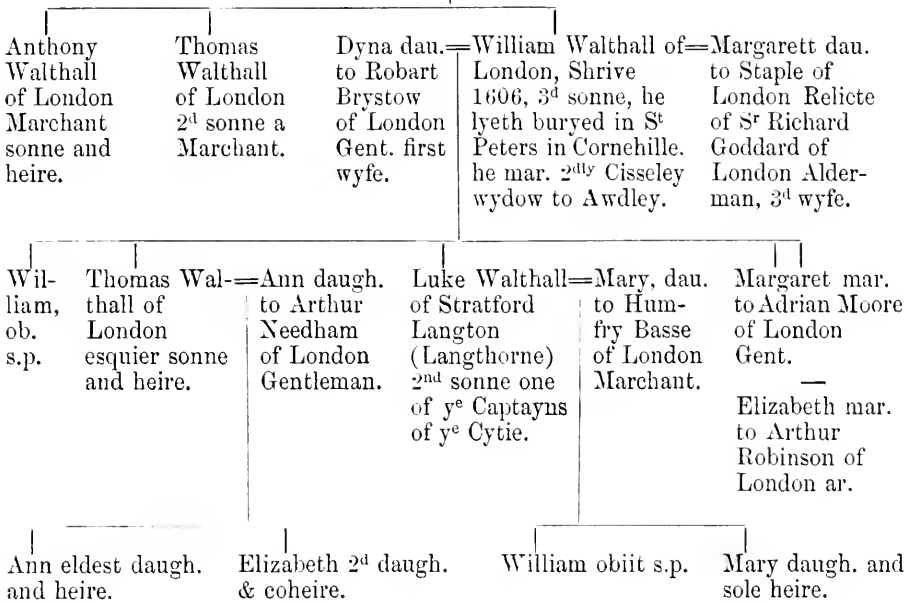 Anthony
Walthall
of London
Marchant
sonne and
heire.
Thomas
Walthall
of London
2d sonne a
Marchant.
Dyna dau.
to Robart
Brystow
of London
Gent. first
wyfe.
=William Walthall of=
London, Shrive
1606, 3d sonne, he
lyeth buryed in St
Peters in Cornehille.
he mar. 2dly Cisseley
wydow to Awdley.
Margarett dau.
to Staple of
London Relicte
of Sr Richard
Goddard of
London Alder-
man, 3d wyfe.
Wil-
liam,
ob.
s.p.
Thomas Wal-=
thall of
London
esquier sonne
and heire.
Ann daugh.
to Arthur
Needham
of London
Gentleman.
Luke Walthall=
of Stratford
Langton
(Langthorne)
2nd sonne one
of ye Captayns
of ye Cytie.
Mary, dau.
to Hum-
fry Basse
of London
Marchant.
Margaret mar.
to Adrian Moore
of London
Gent.
—
Elizabeth mar.
to Arthur
Robinson of
London ar.
Ann eldest daugh.
and heire.
Elizabeth 2d daugh.
& coheire.
William obiit s.p.
Mary daugh. and
sole heire.